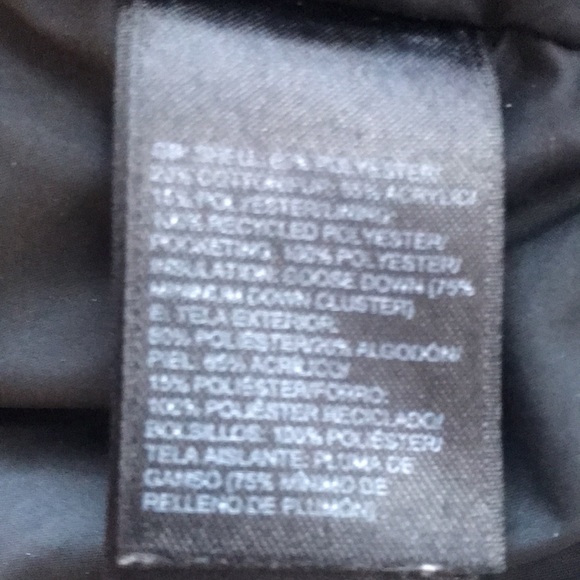 SHELL: 80% POLYESTER/
20% COTTON/FUR: 85% ACRYLIC/
15% POLYESTER/LINING:
100% RECYCLED POLYESTER/
POCKETING: 100% POLYESTER/
INSULATION: GOOSE DOWN (75%
MINIMUM DOWN CLUSTER)
E: TELA EXTERIOR:
80% POLIÉSTER/20% ALGODÓN/
PIEL: 85% ACRÍLICO/
15% POLIÉSTER/FORRO:
100% POLIÉSTER RECICLADO/
BOLSILLOS: 100% POLIÉSTER/
TELA AISLANTE: PLUMA DE
GANSO (75% MÍNIMO DE
RELLENO DE PLUMÓN)